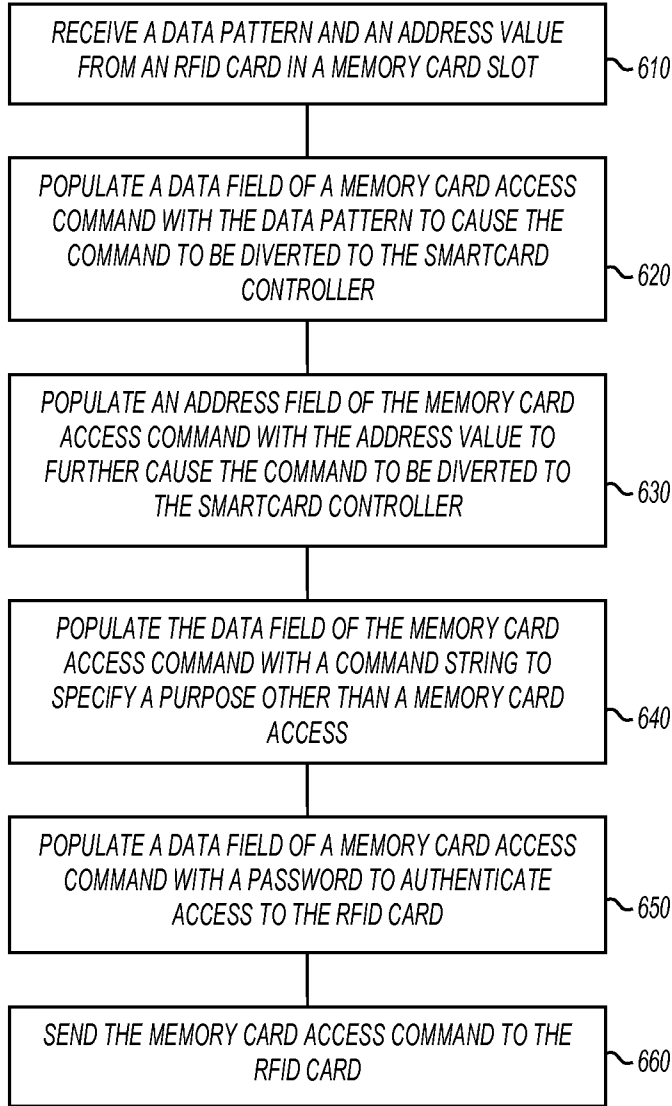 RECEIVE A DATA PATTERN AND AN ADDRESS VALUE
FROM AN RFID CARD IN A MEMORY CARD SLOT
610
POPULATE A DATA FIELD OF A MEMORY CARD ACCESS
COMMAND WITH THE DATA PATTERN TO CAUSE THE
COMMAND TO BE DIVERTED TO THE SMARTCARD
CONTROLLER
620
POPULATE AN ADDRESS FIELD OF THE MEMORY CARD
ACCESS COMMAND WITH THE ADDRESS VALUE TO
FURTHER CAUSE THE COMMAND TO BE DIVERTED TO
THE SMARTCARD CONTROLLER
630
POPULATE THE DATA FIELD OF THE MEMORY CARD
ACCESS COMMAND WITH A COMMAND STRING TO
SPECIFY A PURPOSE OTHER THAN A MEMORY CARD
ACCESS
640
POPULATE A DATA FIELD OF A MEMORY CARD ACCESS
COMMAND WITH A PASSWORD TO AUTHENTICATE
ACCESS TO THE RFID CARD
650
SEND THE MEMORY CARD ACCESS COMMAND TO THE
RFID CARD
660